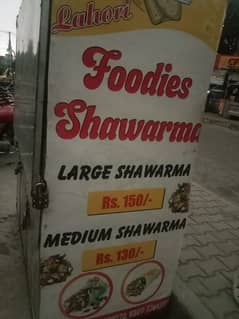 Lahori
Foodies
Shawarma
LARGE SHAWARMA
Rs. 150/-
MEDIUM SHAWARMA
Rs. 130/-